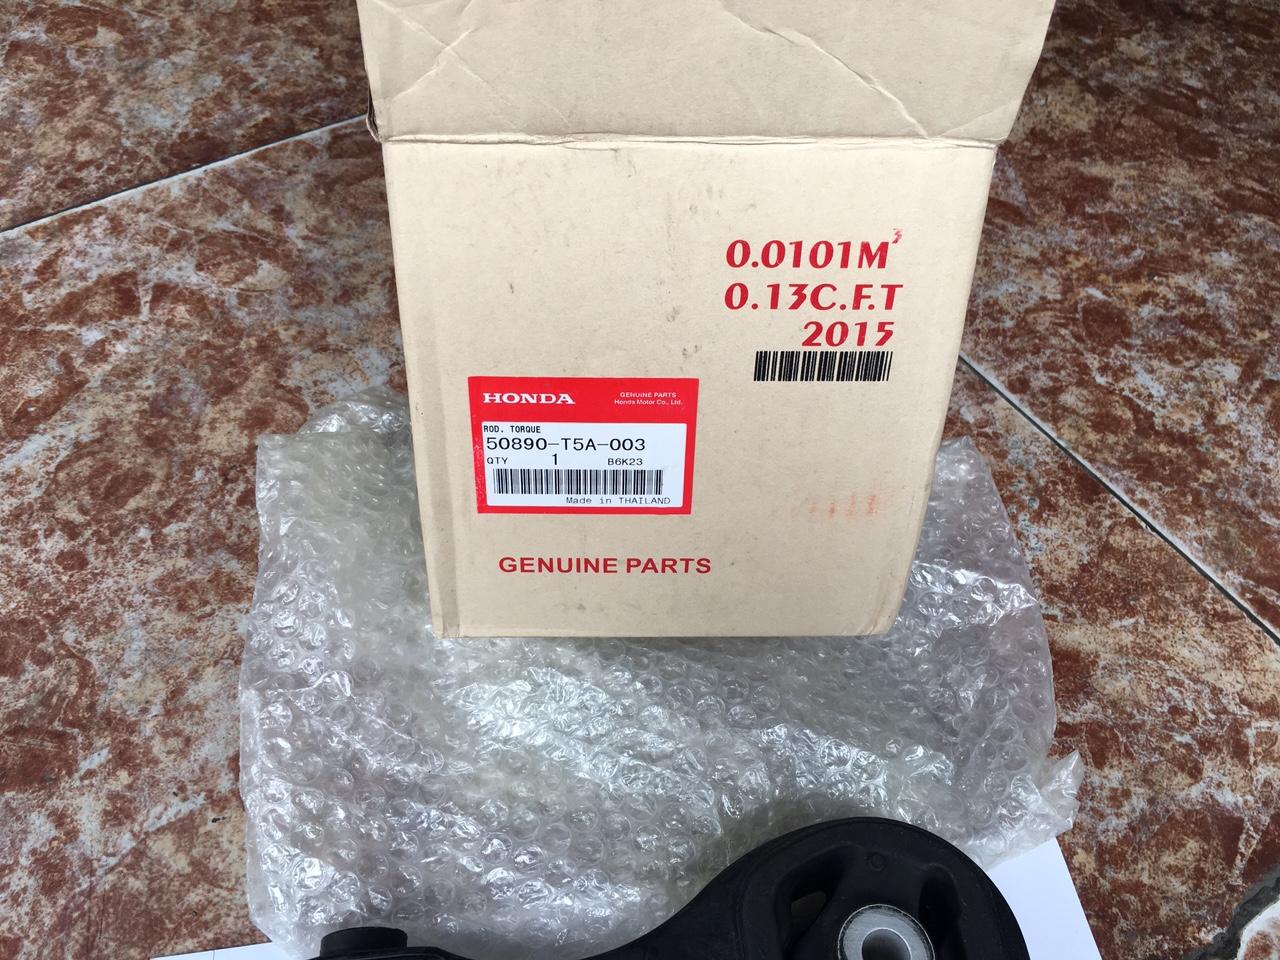 0.0101M³
0.13C.F.T
2015
HONDA
GENUINE PARTS
Honda Motor Co., Ltd.
ROD. TORQUE
50890-T5A-003
QTY 1 B6K23
Made in THAILAND
GENUINE PARTS